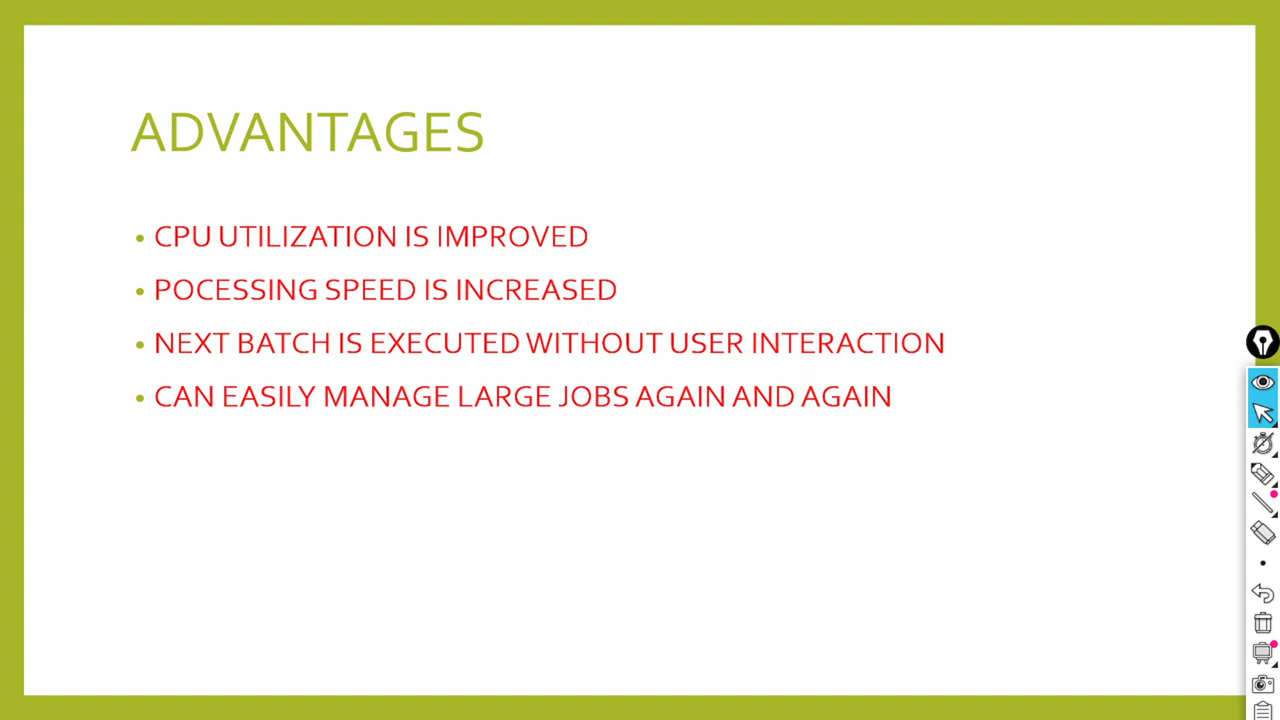 ADVANTAGES
• CPU UTILIZATION IS IMPROVED
• POCESSING SPEED IS INCREASED
• NEXT BATCH IS EXECUTED WITHOUT USER INTERACTION
• CAN EASILY MANAGE LARGE JOBS AGAIN AND AGAIN